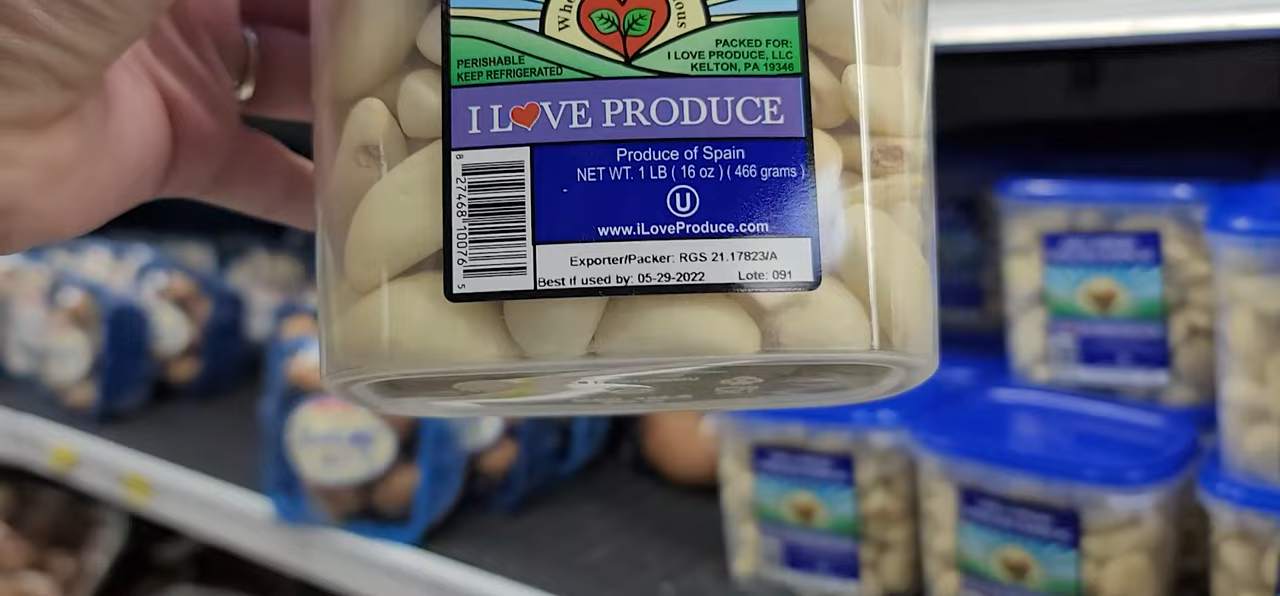 PERISHABLE
KEEP REFRIGERATED
PACKED FOR:
I LOVE PRODUCE, LLC
KELTON, PA 19346
I L❤VE PRODUCE
Produce of Spain
NET WT. 1 LB ( 16 oz ) ( 466 grams )
U
www.iLoveProduce.com
8 27468 10076 5
Exporter/Packer: RGS 21.17823/A
Best if used by: 05-29-2022 Lote: 091